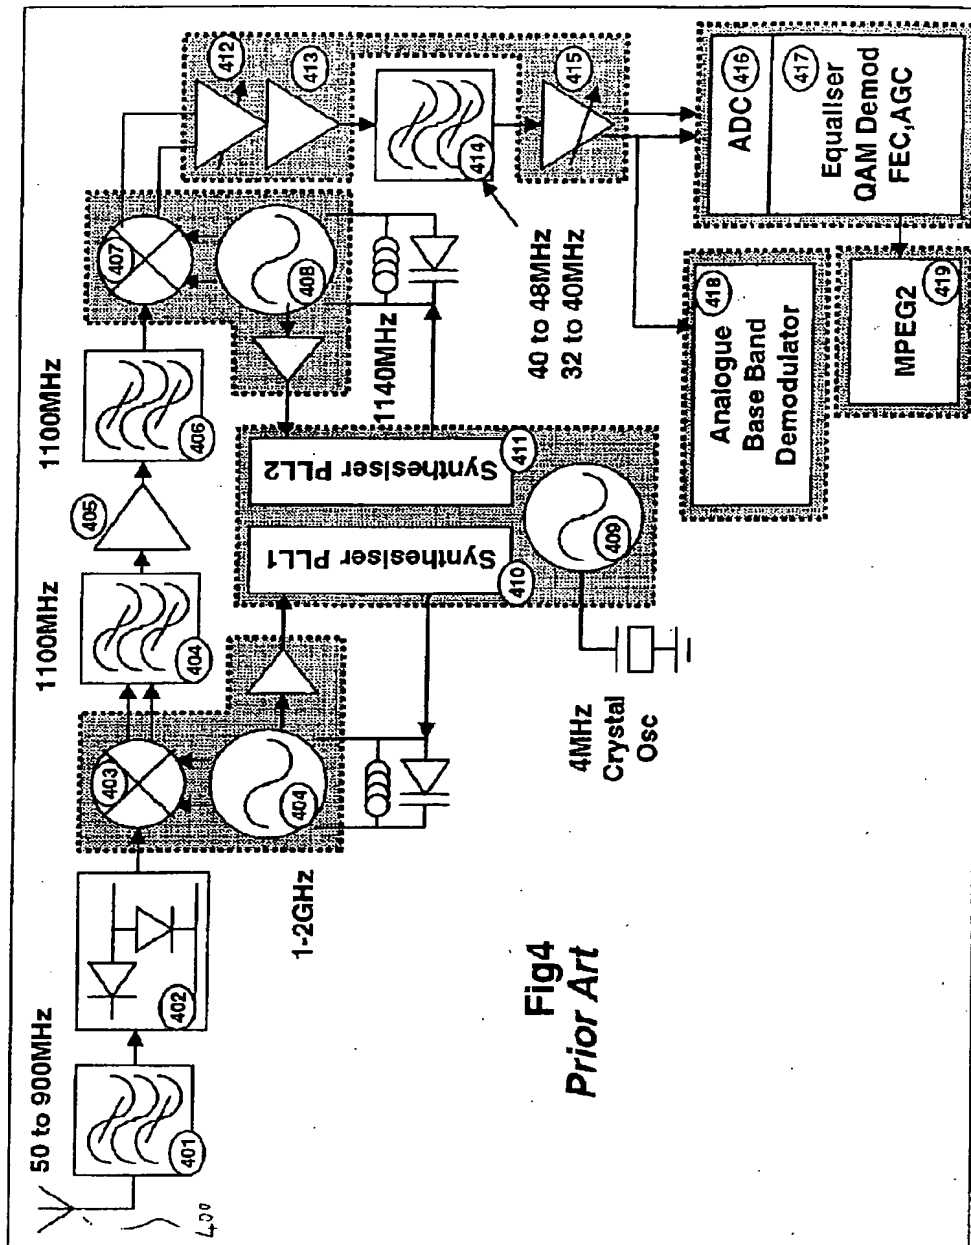 50 to 900MHz
400
401
402
403
404
1-2GHz
1100MHz
404
405
1100MHz
406
407
408
1140MHz
Synthesiser PLL1
410
Synthesiser PLL2
411
409
4MHz
Crystal
Osc
412
413
414
40 to 48MHz
32 to 40MHz
415
ADC
416
417
Equaliser
QAM Demod
FEC,AGC
418
Analogue
Base Band
Demodulator
MPEG2
419
Fig4
Prior Art